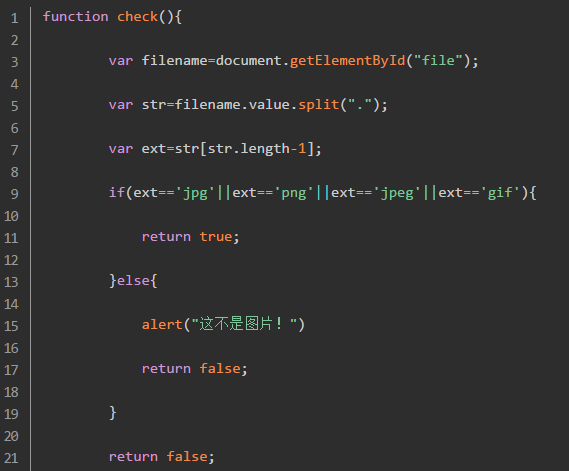 1 function check(){
2
3 var filename=document.getElementById("file");
4
5 var str=filename.value.split(".");
6
7 var ext=str[str.length-1];
8
9 if(ext=='jpg'||ext=='png'||ext=='jpeg'||ext=='gif'){
10
11 return true;
12
13 }else{
14
15 alert("这不是图片！")
16
17 return false;
18
19 }
20
21 return false;